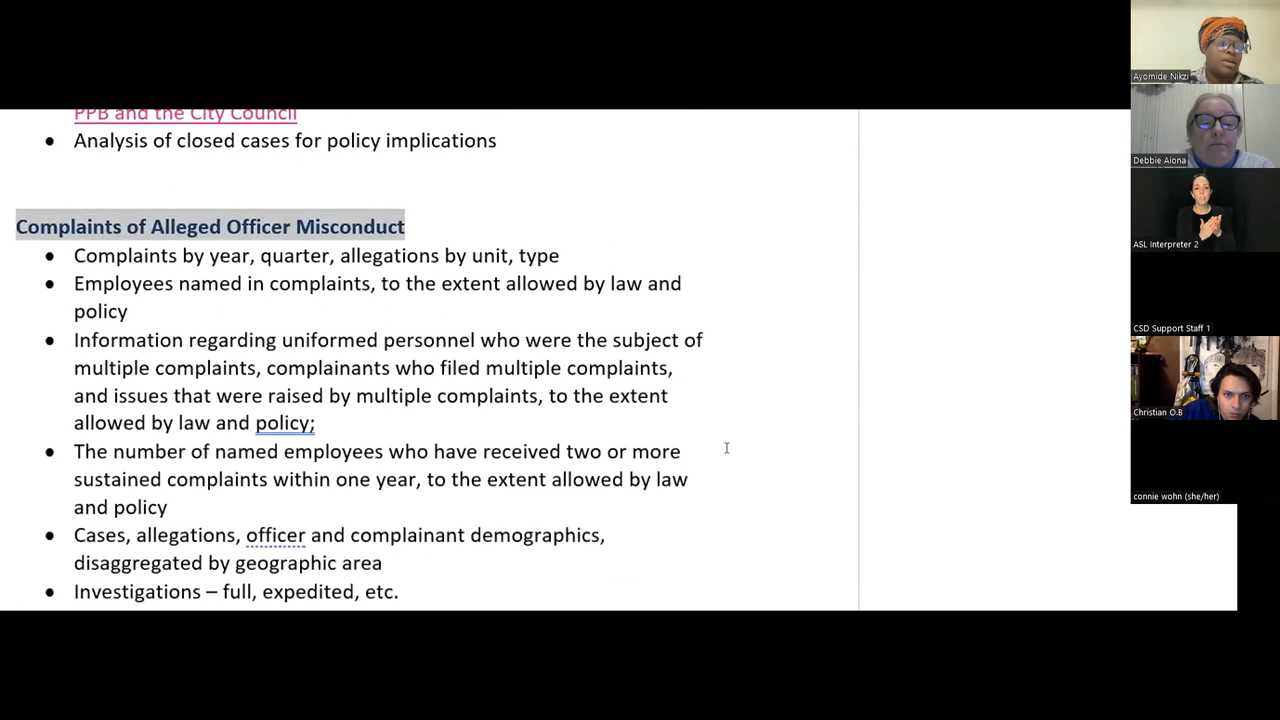 PPB and the City Council
● Analysis of closed cases for policy implications
Complaints of Alleged Officer Misconduct
● Complaints by year, quarter, allegations by unit, type
● Employees named in complaints, to the extent allowed by law and
policy
● Information regarding uniformed personnel who were the subject of
multiple complaints, complainants who filed multiple complaints,
and issues that were raised by multiple complaints, to the extent
allowed by law and policy;
● The number of named employees who have received two or more
sustained complaints within one year, to the extent allowed by law
and policy
● Cases, allegations, officer and complainant demographics,
disaggregated by geographic area
● Investigations – full, expedited, etc.
Ayomide Nikzi
Debbie Aiona
ASL Interpreter 2
CSD Support Staff 1
Christian O.B
connie wohn (she/her)